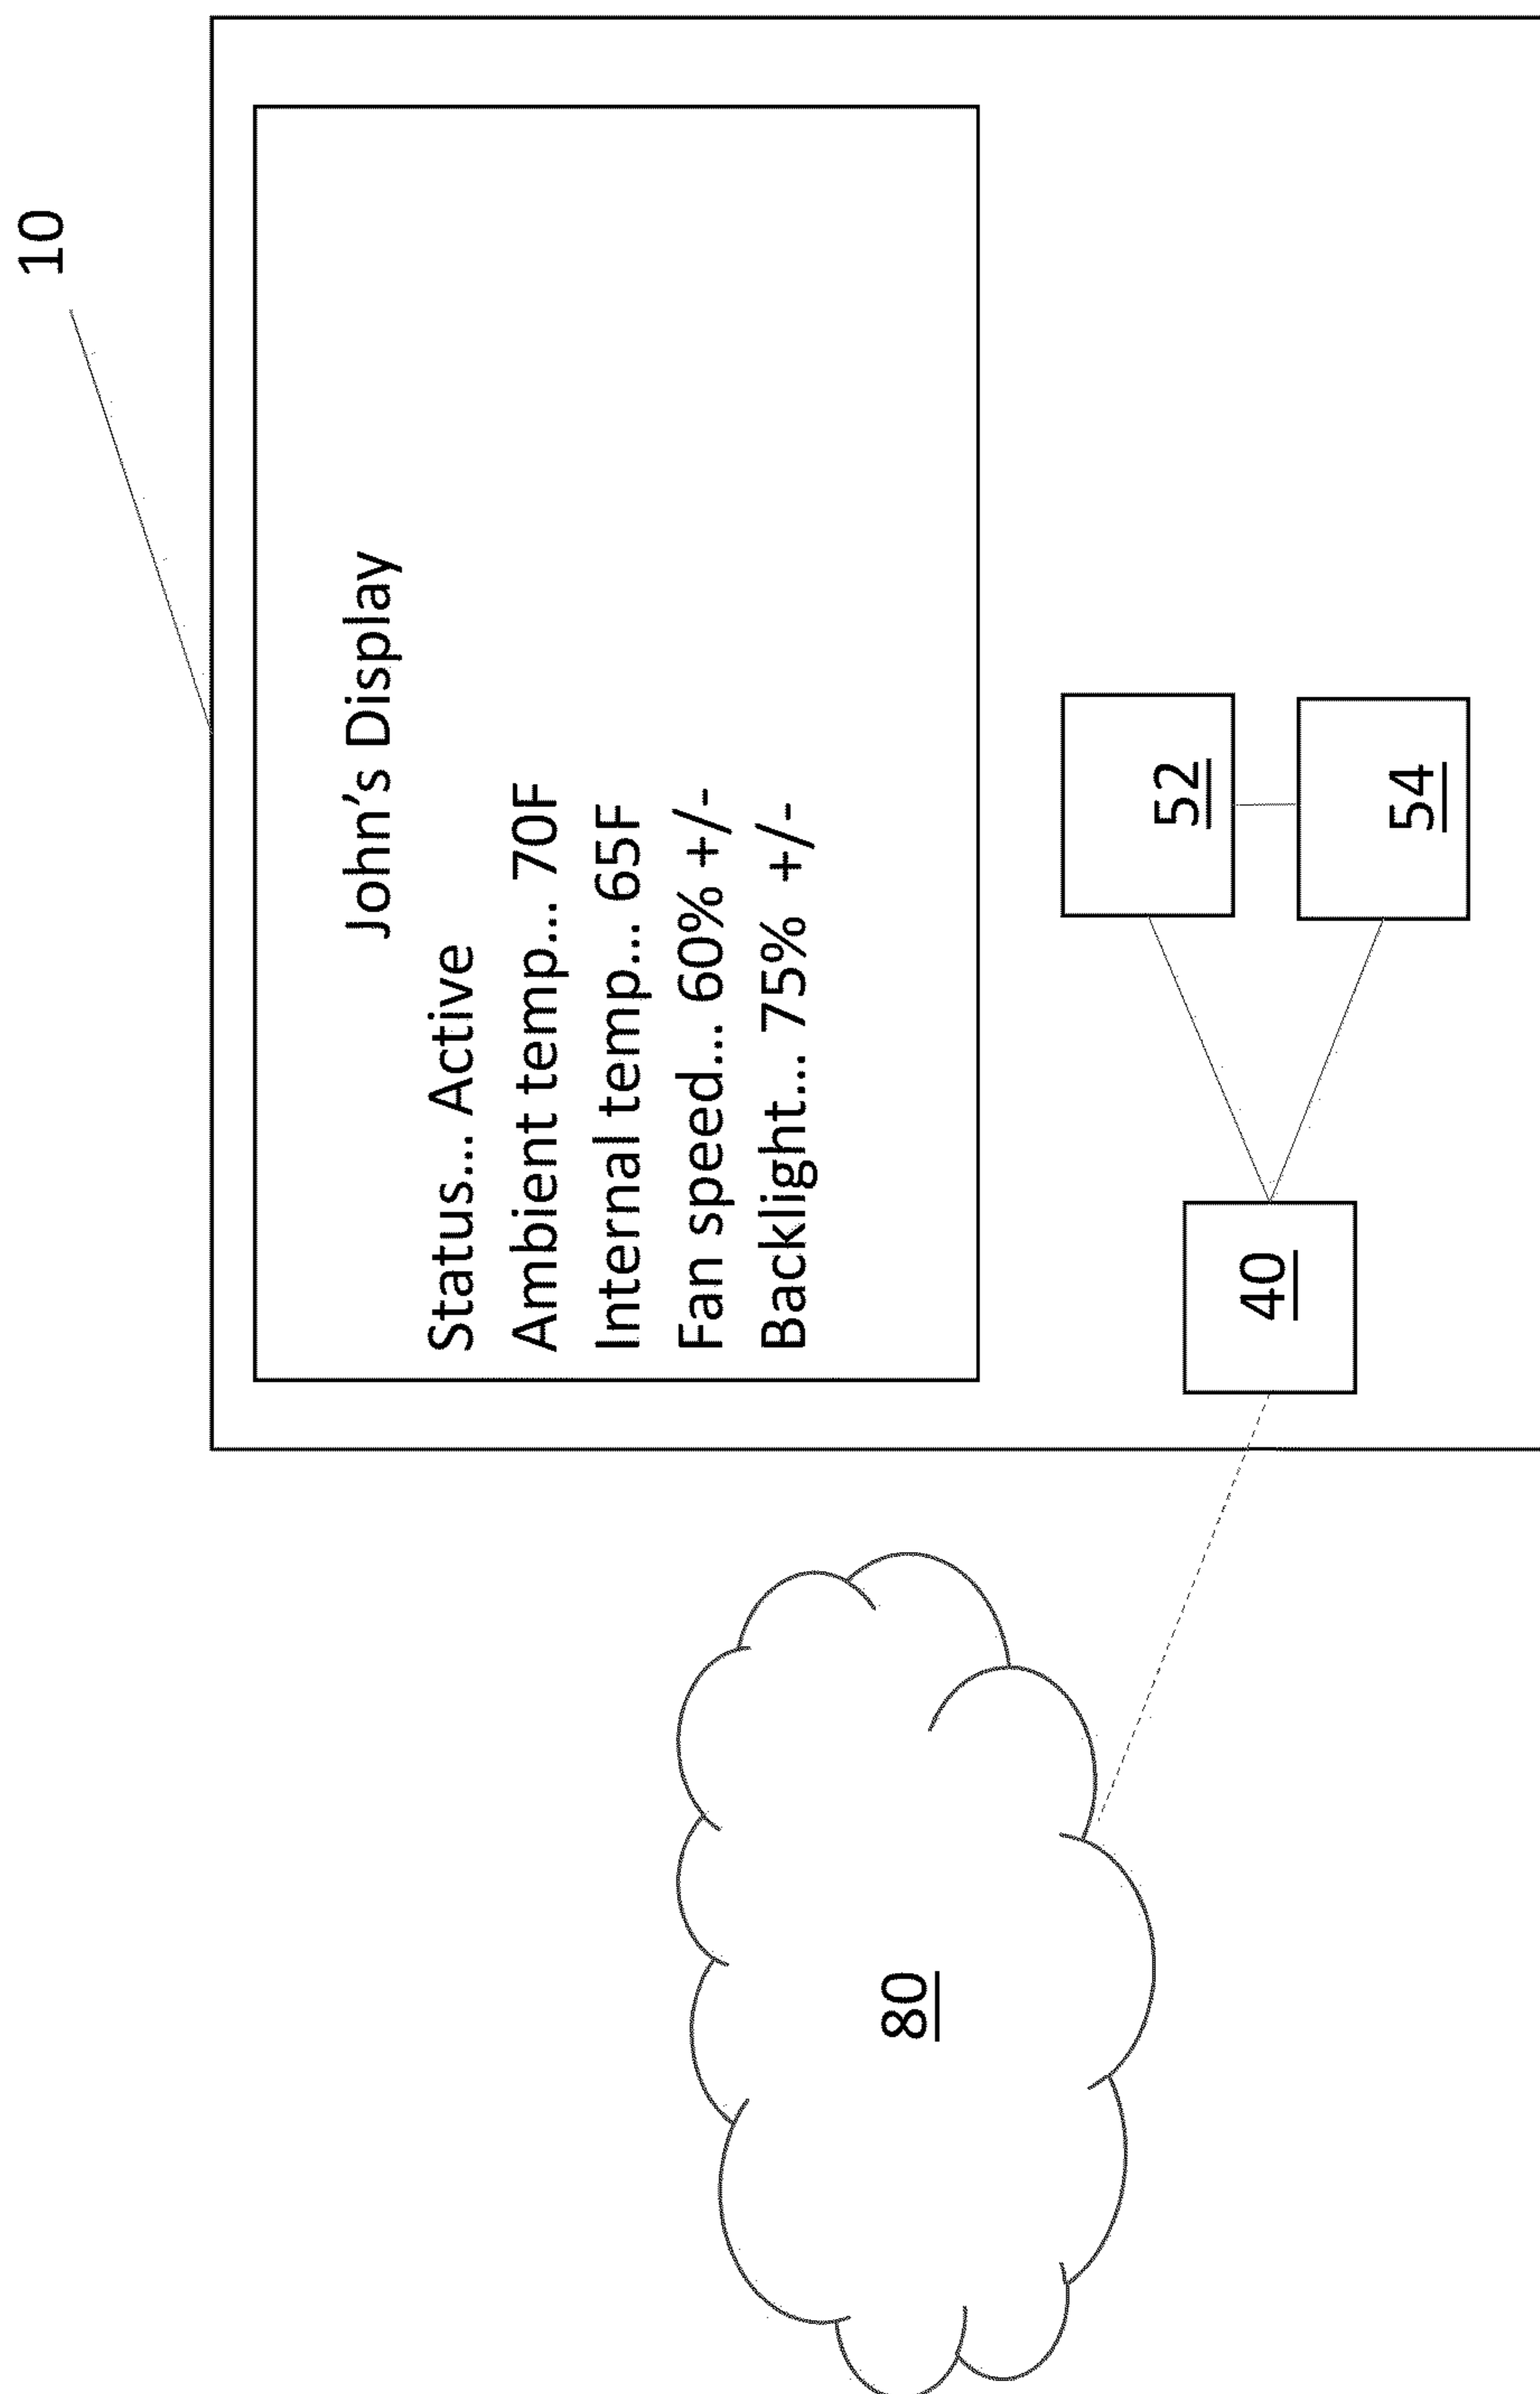 10
John's Display
Status... Active
Ambient temp... 70F
Internal temp... 65F
Fan speed... 60% +/-
Backlight... 75% +/-
52
40
54
80